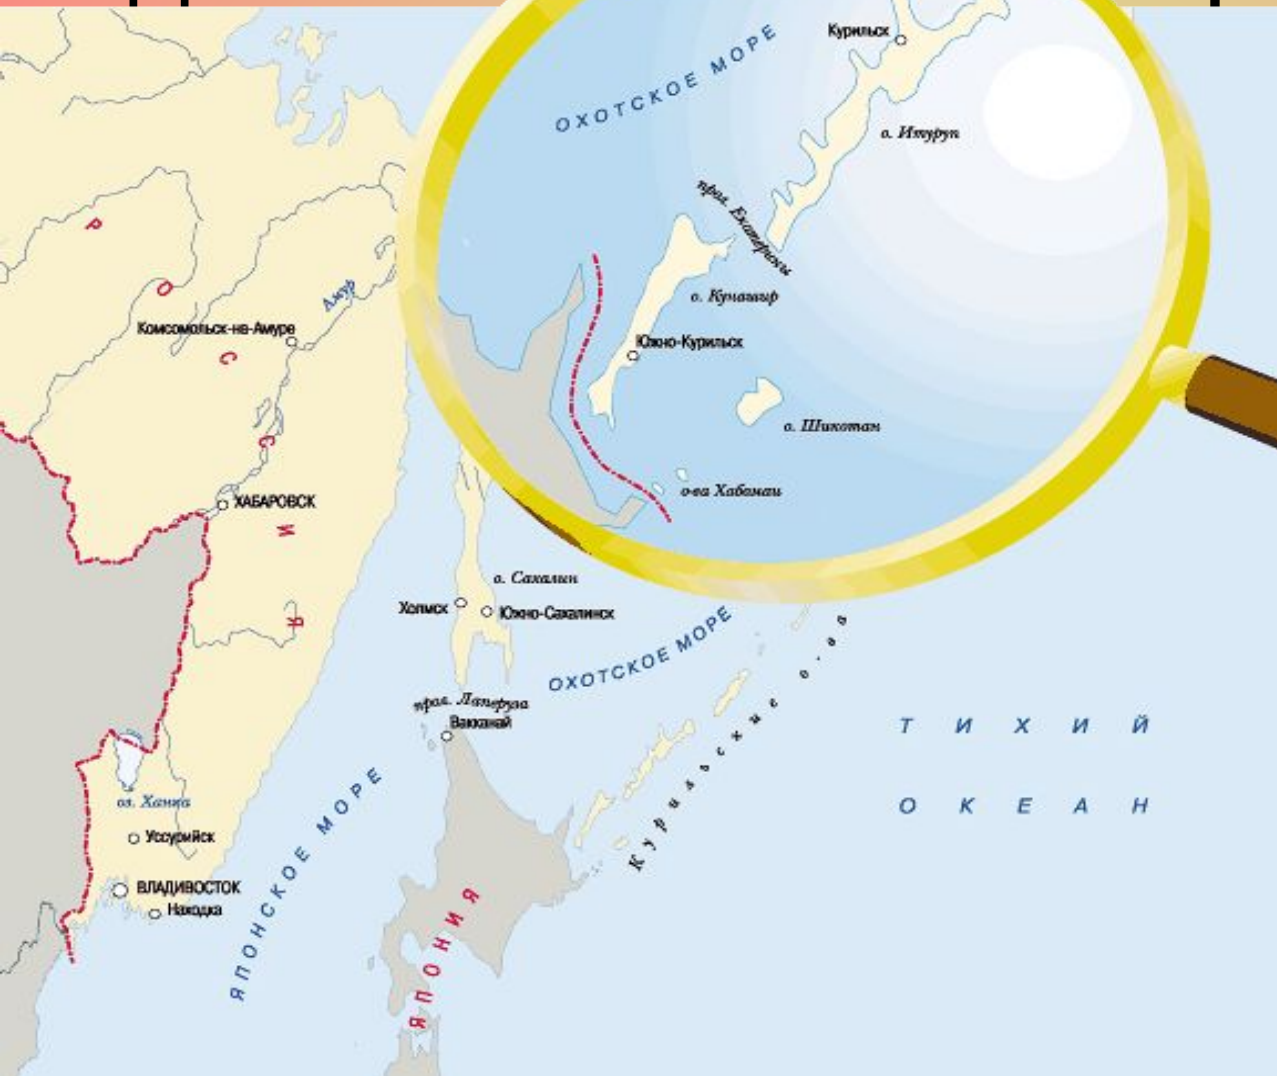 Курильск
ОХОТСКОЕ МОРЕ
о. Итуруп
прол. Екатерины
о. Кунашир
Южно-Курильск
о. Шикотан
о-ва Хабомаи
РОССИЯ
Амур
Комсомольск-на-Амуре
ХАБАРОВСК
о. Сахалин
Холмск
Южно-Сахалинск
ОХОТСКОЕ МОРЕ
прол. Лаперуза
Вакканай
Курильские о-ва
ТИХИЙ
ОКЕАН
оз. Ханка
Уссурийск
ВЛАДИВОСТОК
Находка
ЯПОНСКОЕ МОРЕ
ЯПОНИЯ